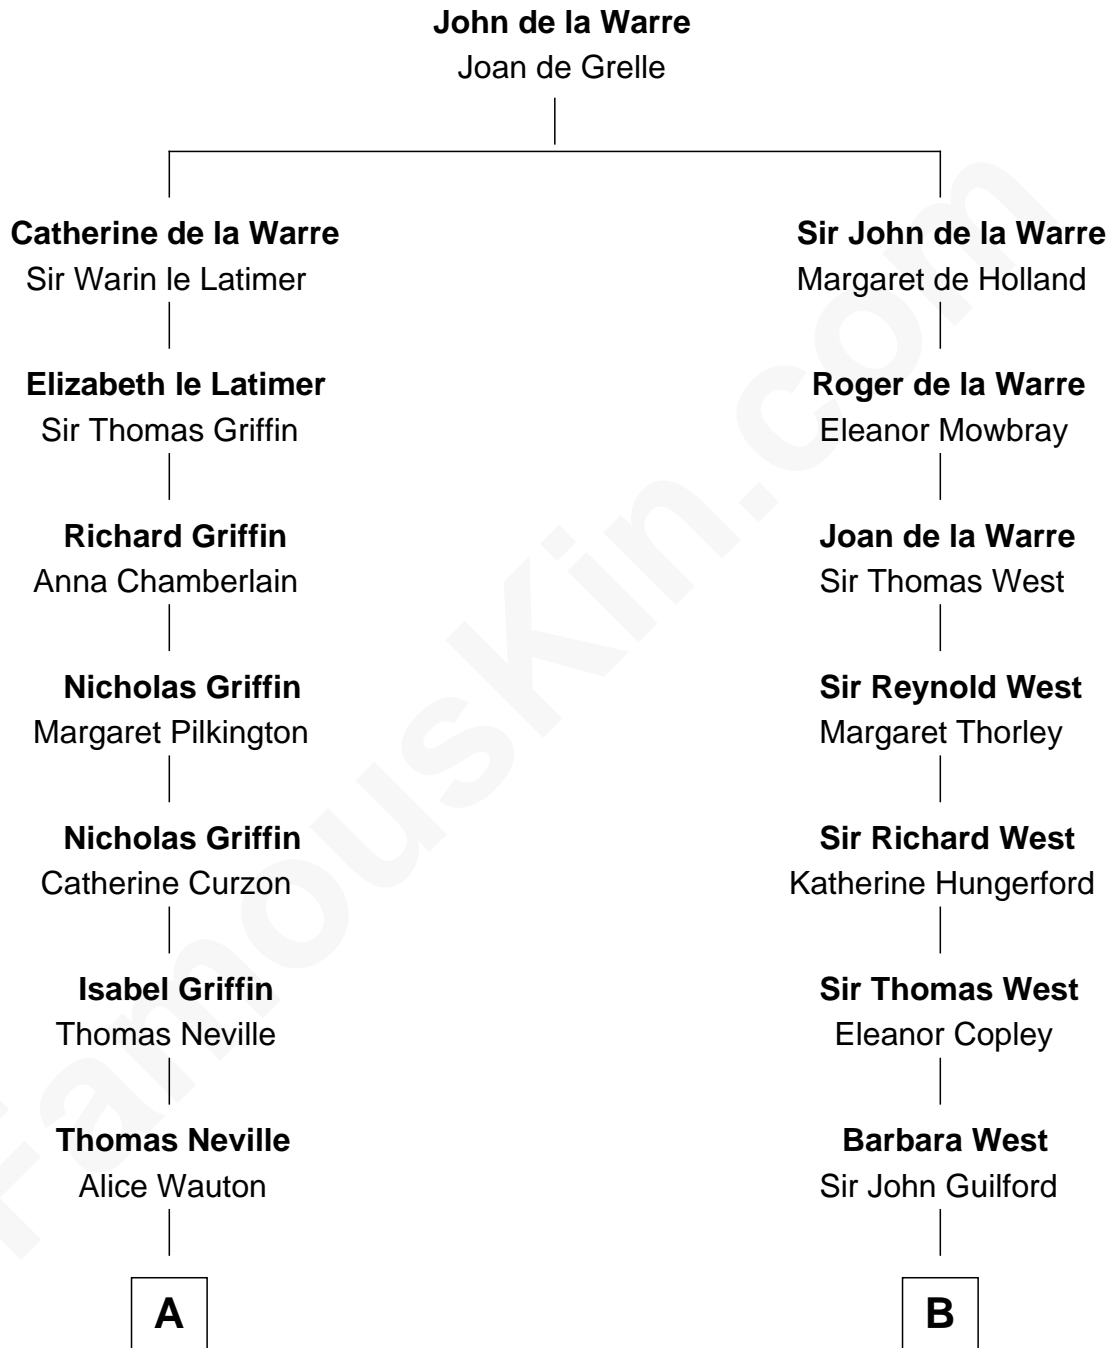 John de la Warre
Joan de Grelle
Catherine de la Warre
Sir Warin le Latimer
Sir John de la Warre
Margaret de Holland
Elizabeth le Latimer
Sir Thomas Griffin
Roger de la Warre
Eleanor Mowbray
Richard Griffin
Anna Chamberlain
Joan de la Warre
Sir Thomas West
Nicholas Griffin
Margaret Pilkington
Sir Reynold West
Margaret Thorley
Nicholas Griffin
Catherine Curzon
Sir Richard West
Katherine Hungerford
Isabel Griffin
Thomas Neville
Sir Thomas West
Eleanor Copley
Thomas Neville
Alice Wauton
Barbara West
Sir John Guilford
A
B
FamousKin.com